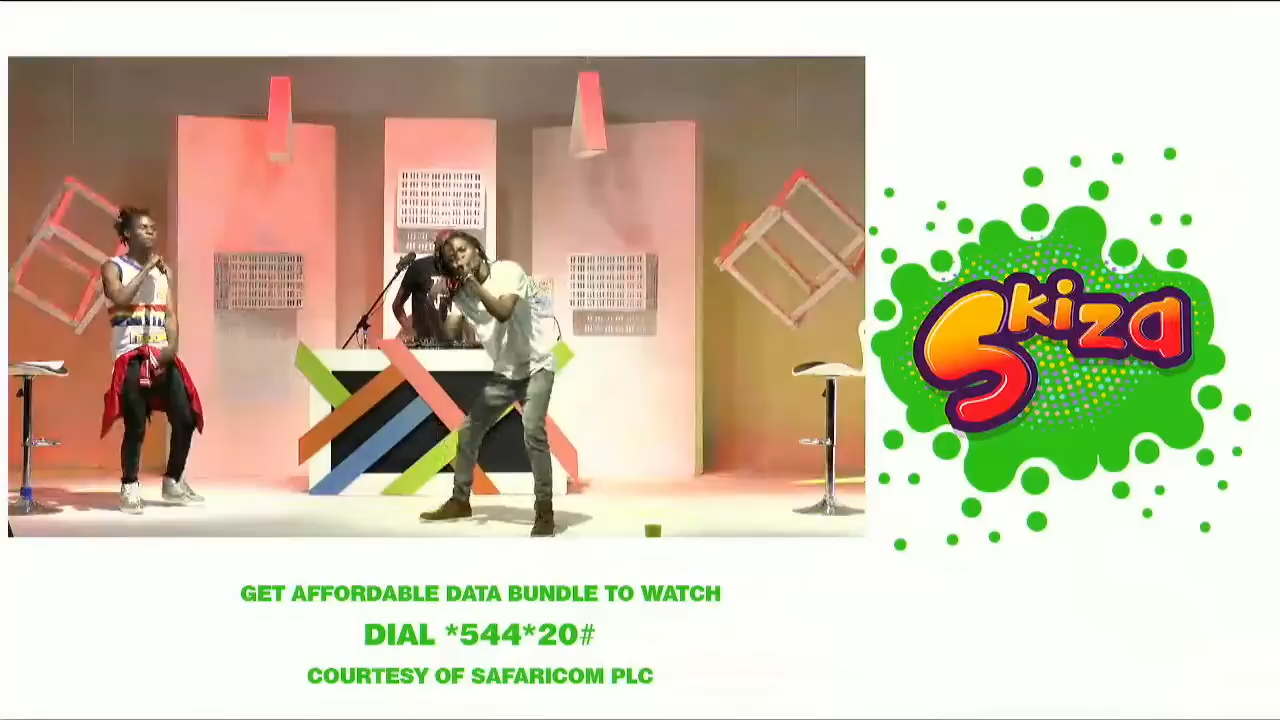 Skiza
GET AFFORDABLE DATA BUNDLE TO WATCH
DIAL *544*20#
COURTESY OF SAFARICOM PLC